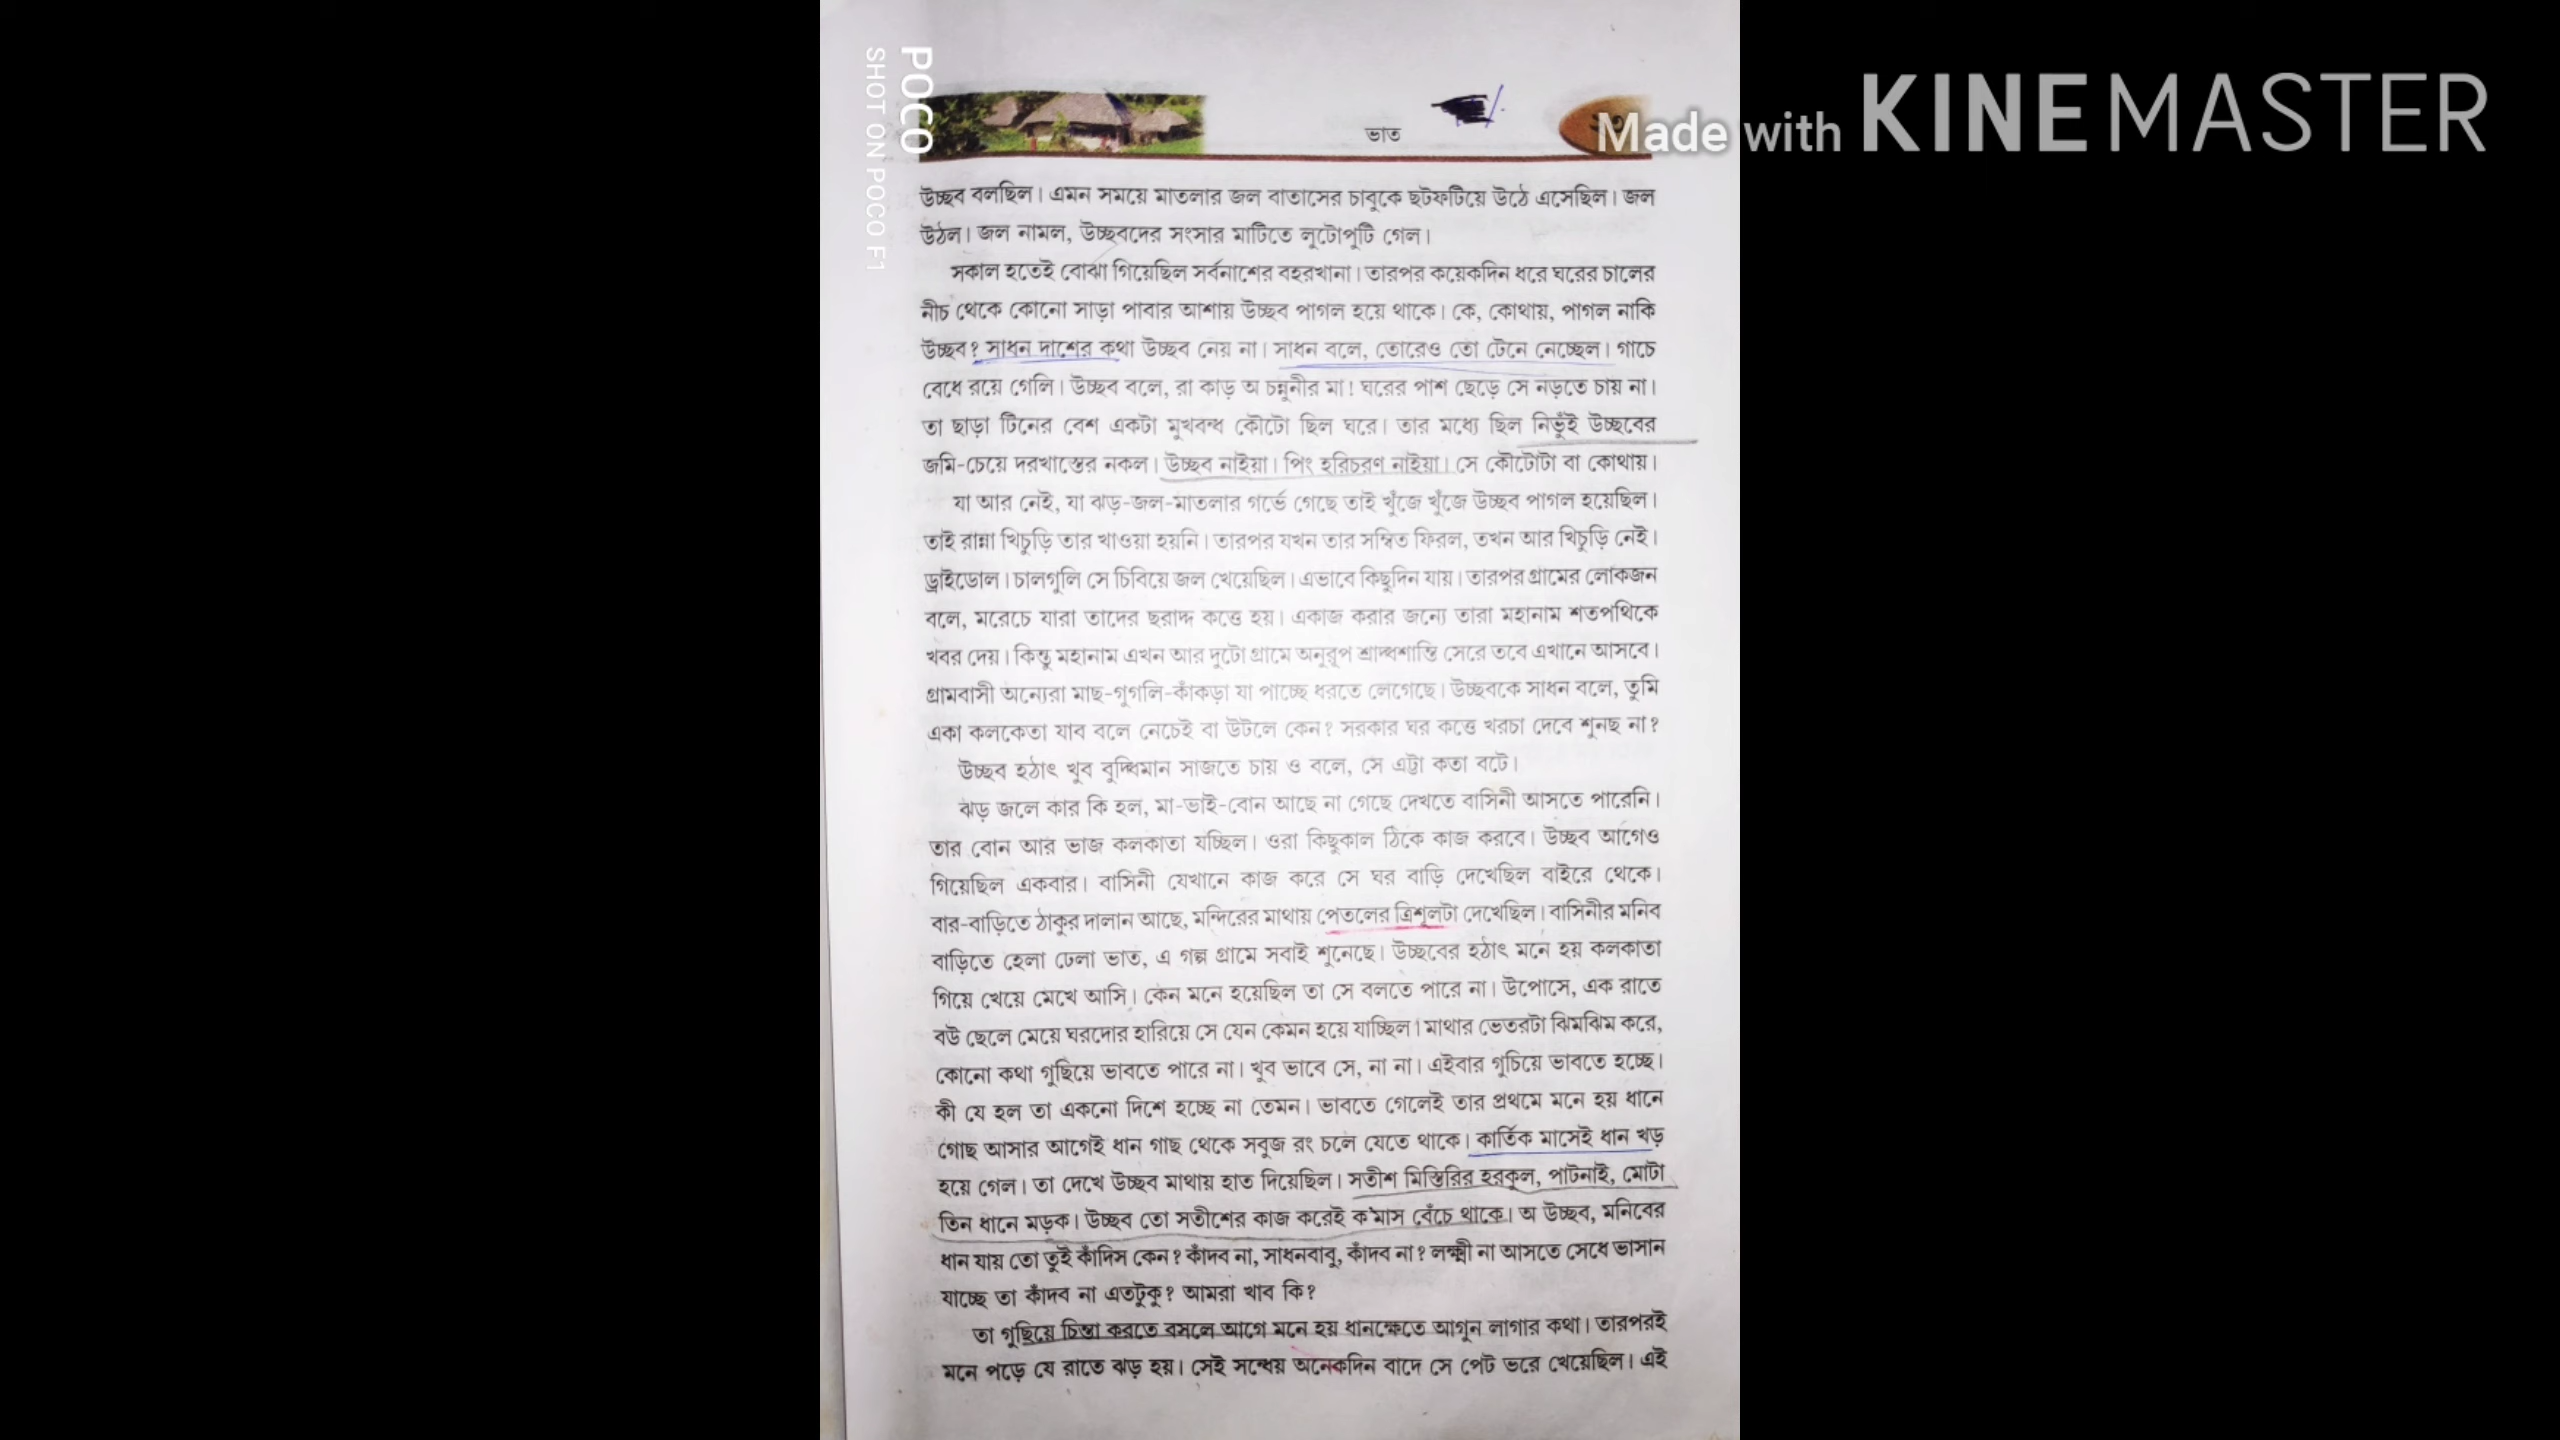 POCO
SHOT ON POCO F1
ভাত
Made with KINEMASTER
উচ্ছব বলছিল। এমন সময়ে মাতলার জল বাতাসের চাবুকে ছটফটিয়ে উঠে এসেছিল। জল
উঠল। জল নামল, উচ্ছবদের সংসার মাটিতে লুটোপুটি গেল।
সকাল হতেই বোঝা গিয়েছিল সর্বনাশের বহরখানা। তারপর কয়েকদিন ধরে ঘরের চালের
নীচ থেকে কোনো সাড়া পাবার আশায় উচ্ছব পাগল হয়ে থাকে। কে, কোথায়, পাগল নাকি
উচ্ছব? সাধন দাশের কথা উচ্ছব নেয় না। সাধন বলে, তোরেও তো টেনে নেচ্ছেল। গাচে
বেধে রয়ে গেলি। উচ্ছব বলে, রা কাড় অ চন্নুনীর মা! ঘরের পাশ ছেড়ে সে নড়তে চায় না।
তা ছাড়া টিনের বেশ একটা মুখবন্ধ কৌটো ছিল ঘরে। তার মধ্যে ছিল নিভুঁই উচ্ছবের
জমি-চেয়ে দরখাস্তের নকল। উচ্ছব নাইয়া। পিং হরিচরণ নাইয়া। সে কৌটোটা বা কোথায়।
যা আর নেই, যা ঝড়-জল-মাতলার গর্ভে গেছে তাই খুঁজে খুঁজে উচ্ছব পাগল হয়েছিল।
তাই রান্না খিচুড়ি তার খাওয়া হয়নি। তারপর যখন তার সম্বিত ফিরল, তখন আর খিচুড়ি নেই।
ড্রাইডোল। চালগুলি সে চিবিয়ে জল খেয়েছিল। এভাবে কিছুদিন যায়। তারপর গ্রামের লোকজন
বলে, মরেচে যারা তাদের ছরাদ্দ কত্তে হয়। একাজ করার জন্যে তারা মহানাম শতপথিকে
খবর দেয়। কিন্তু মহানাম এখন আর দুটো গ্রামে অনুরূপ শ্রাদ্ধশান্তি সেরে তবে এখানে আসবে।
গ্রামবাসী অন্যেরা মাছ-গুগলি-কাঁকড়া যা পাচ্ছে ধরতে লেগেছে। উচ্ছবকে সাধন বলে, তুমি
একা কলকেতা যাব বলে নেচেই বা উটলে কেন? সরকার ঘর কত্তে খরচা দেবে শুনছ না?
উচ্ছব হঠাৎ খুব বুদ্ধিমান সাজতে চায় ও বলে, সে এট্টা কতা বটে।
ঝড় জলে কার কি হল, মা-ভাই-বোন আছে না গেছে দেখতে বাসিনী আসতে পারেনি।
তার বোন আর ভাজ কলকাতা যচ্ছিল। ওরা কিছুকাল ঠিকে কাজ করবে। উচ্ছব আগেও
গিয়েছিল একবার। বাসিনী যেখানে কাজ করে সে ঘর বাড়ি দেখেছিল বাইরে থেকে।
বার-বাড়িতে ঠাকুর দালান আছে, মন্দিরের মাথায় পেতলের ত্রিশূলটা দেখেছিল। বাসিনীর মনিব
বাড়িতে হেলা ঢেলা ভাত, এ গল্প গ্রামে সবাই শুনেছে। উচ্ছবের হঠাৎ মনে হয় কলকাতা
গিয়ে খেয়ে মেখে আসি। কেন মনে হয়েছিল তা সে বলতে পারে না। উপোসে, এক রাতে
বউ ছেলে মেয়ে ঘরদোর হারিয়ে সে যেন কেমন হয়ে যাচ্ছিল। মাথার ভেতরটা ঝিমঝিম করে,
কোনো কথা গুছিয়ে ভাবতে পারে না। খুব ভাবে সে, না না। এইবার গুচিয়ে ভাবতে হচ্ছে।
কী যে হল তা একনো দিশে হচ্ছে না তেমন। ভাবতে গেলেই তার প্রথমে মনে হয় ধানে
গোছ আসার আগেই ধান গাছ থেকে সবুজ রং চলে যেতে থাকে। কার্তিক মাসেই ধান খড়
হয়ে গেল। তা দেখে উচ্ছব মাথায় হাত দিয়েছিল। সতীশ মিস্তিরির হরকুল, পাটনাই, মোটা
তিন ধানে মড়ক। উচ্ছব তো সতীশের কাজ করেই ক'মাস বেঁচে থাকে। অ উচ্ছব, মনিবের
ধান যায় তো তুই কাঁদিস কেন? কাঁদব না, সাধনবাবু, কাঁদব না? লক্ষ্মী না আসতে সেধে ভাসান
যাচ্ছে তা কাঁদব না এতটুকু? আমরা খাব কি?
তা গুছিয়ে চিন্তা করতে বসলে আগে মনে হয় ধানক্ষেতে আগুন লাগার কথা। তারপরই
মনে পড়ে যে রাতে ঝড় হয়। সেই সন্ধেয় অনেকদিন বাদে সে পেট ভরে খেয়েছিল। এই